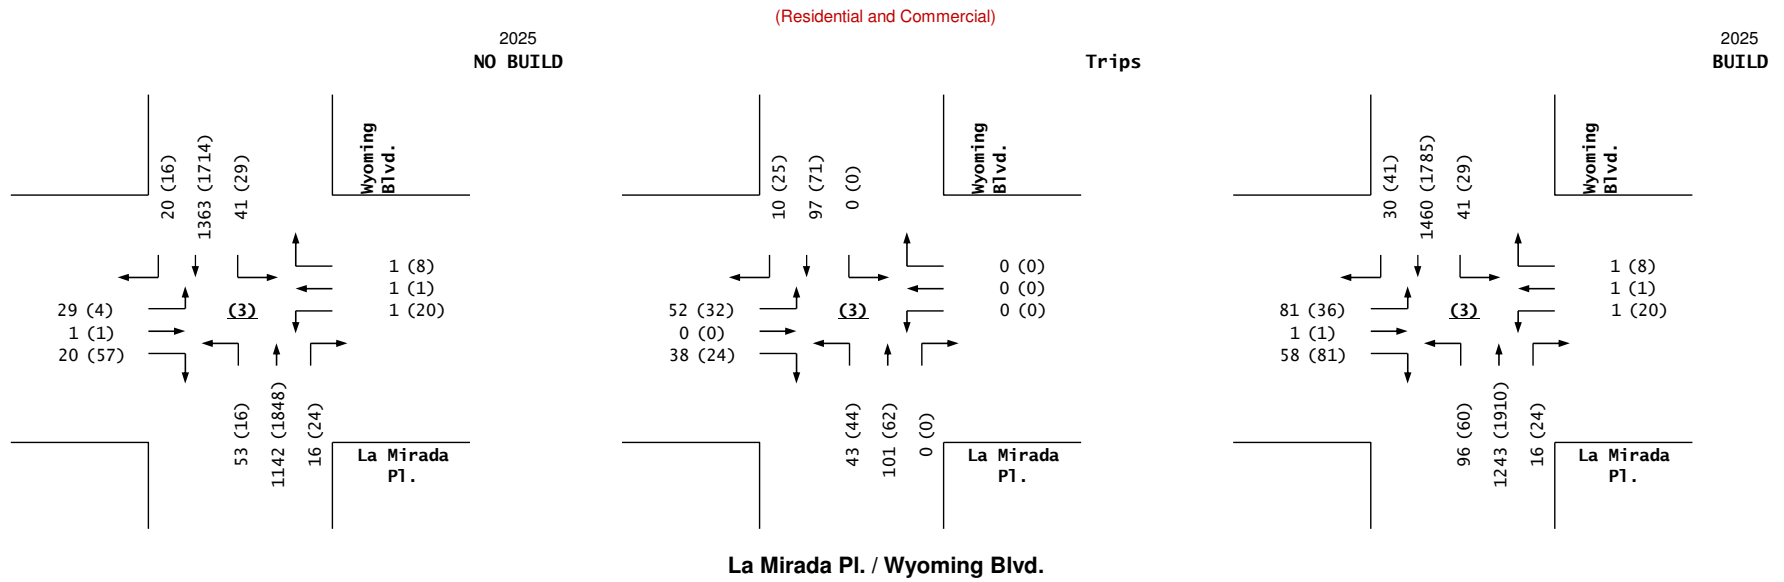 (Residential and Commercial)
2025
NO BUILD
20 (16)
1363 (1714)
41 (29)
Wyoming
Blvd.
1 (8)
1 (1)
1 (20)
29 (4)
1 (1)
20 (57)
(3)
53 (16)
1142 (1848)
16 (24)
La Mirada
Pl.
Trips
10 (25)
97 (71)
0 (0)
Wyoming
Blvd.
0 (0)
0 (0)
0 (0)
52 (32)
0 (0)
38 (24)
(3)
43 (44)
101 (62)
0 (0)
La Mirada
Pl.
2025
BUILD
30 (41)
1460 (1785)
41 (29)
Wyoming
Blvd.
1 (8)
1 (1)
1 (20)
81 (36)
1 (1)
58 (81)
(3)
96 (60)
1243 (1910)
16 (24)
La Mirada
Pl.
La Mirada Pl. / Wyoming Blvd.